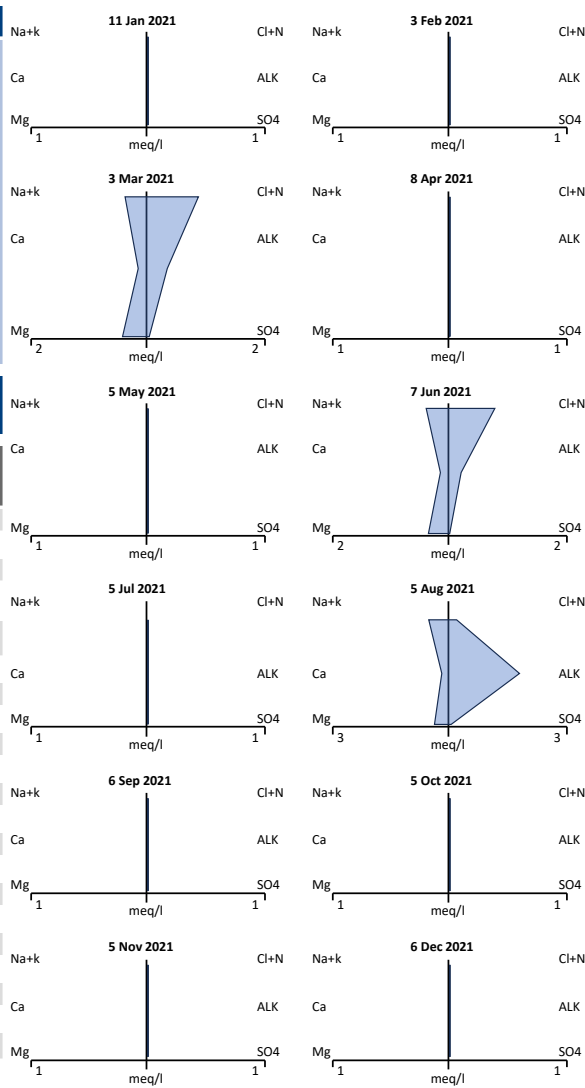 11 Jan 2021
Na+k Cl+N
Ca ALK
Mg SO4
1 1
meq/l
3 Feb 2021
Na+k Cl+N
Ca ALK
Mg SO4
1 1
meq/l
3 Mar 2021
Na+k Cl+N
Ca ALK
Mg SO4
2 2
meq/l
8 Apr 2021
Na+k Cl+N
Ca ALK
Mg SO4
1 1
meq/l
5 May 2021
Na+k Cl+N
Ca ALK
Mg SO4
1 1
meq/l
7 Jun 2021
Na+k Cl+N
Ca ALK
Mg SO4
2 2
meq/l
5 Jul 2021
Na+k Cl+N
Ca ALK
Mg SO4
1 1
meq/l
5 Aug 2021
Na+k Cl+N
Ca ALK
Mg SO4
3 3
meq/l
6 Sep 2021
Na+k Cl+N
Ca ALK
Mg SO4
1 1
meq/l
5 Oct 2021
Na+k Cl+N
Ca ALK
Mg SO4
1 1
meq/l
5 Nov 2021
Na+k Cl+N
Ca ALK
Mg SO4
1 1
meq/l
6 Dec 2021
Na+k Cl+N
Ca ALK
Mg SO4
1 1
meq/l